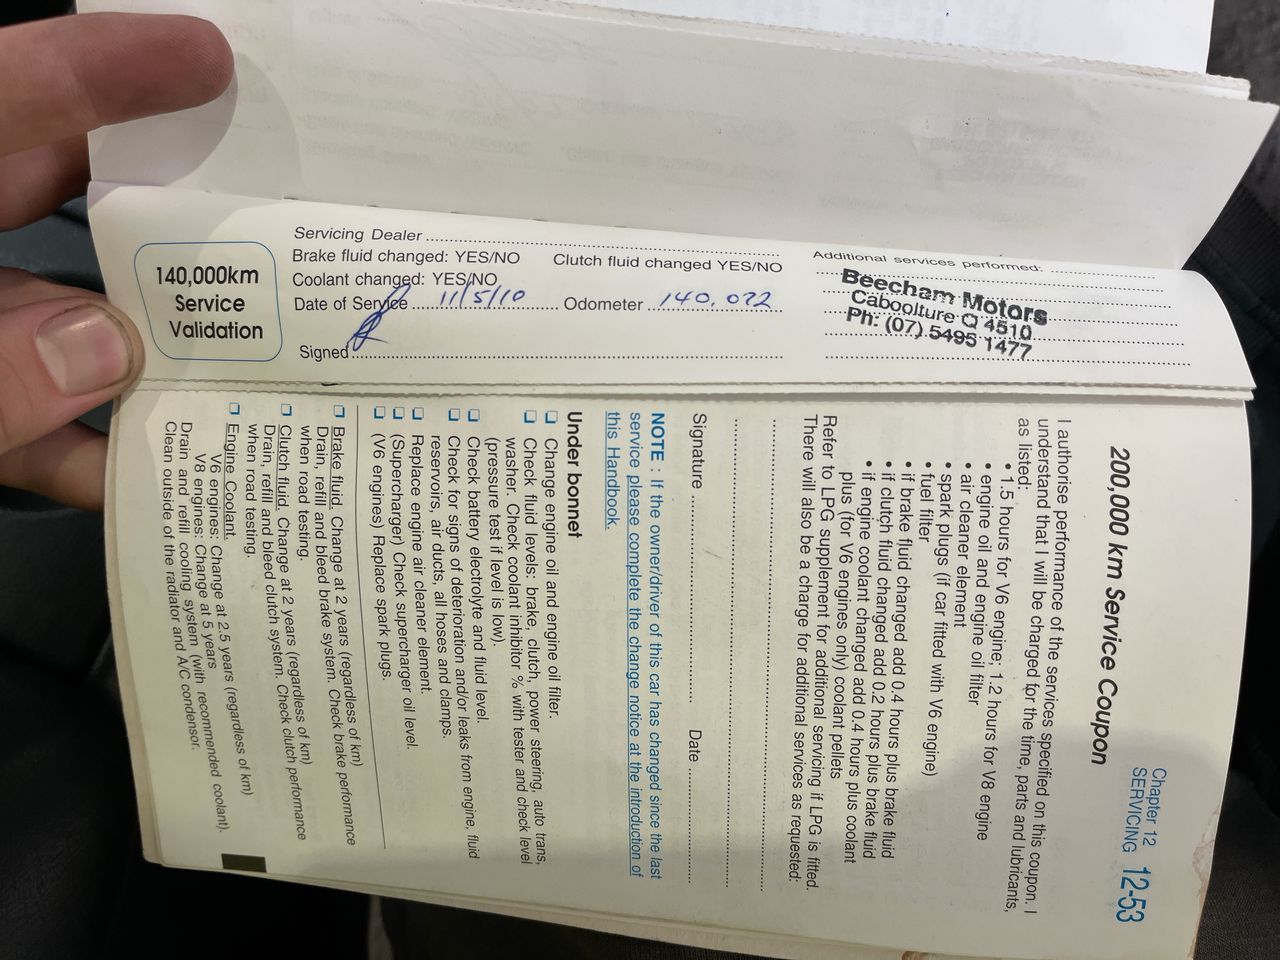 140,000km
Service
Validation
Servicing Dealer
Brake fluid changed: YES/NO Clutch fluid changed YES/NO
Coolant changed: YES/NO
Date of Service 11/5/10 Odometer 140,022
Signed
Additional services performed:
Beecham Motors
Caboolture Q 4510
Ph: (07) 5495 1477
Chapter 12
SERVICING 12-53
200,000 km Service Coupon
I authorise performance of the services specified on this coupon. I
understand that I will be charged for the time, parts and lubricants,
as listed:
• 1.5 hours for V6 engine; 1.2 hours for V8 engine
• engine oil and engine oil filter
• air cleaner element
• spark plugs (if car fitted with V6 engine)
• fuel filter
• if brake fluid changed add 0.4 hours plus brake fluid
• if clutch fluid changed add 0.2 hours plus brake fluid
• if engine coolant changed add 0.4 hours plus coolant
plus (for V6 engines only) coolant pellets
Refer to LPG supplement for additional servicing if LPG is fitted.
There will also be a charge for additional services as requested:
Signature Date
NOTE : If the owner/driver of this car has changed since the last
service please complete the change notice at the introduction of
this Handbook.
Under bonnet
Change engine oil and engine oil filter.
Check fluid levels: brake, clutch, power steering, auto trans,
washer. Check coolant inhibitor % with tester and check level
(pressure test if level is low).
Check battery electrolyte and fluid level.
Check for signs of deterioration and/or leaks from engine, fluid
reservoirs, air ducts, all hoses and clamps.
Replace engine air cleaner element.
(Supercharger) Check supercharger oil level.
(V6 engines) Replace spark plugs.
Brake fluid. Change at 2 years (regardless of km)
Drain, refill and bleed brake system. Check brake performance
when road testing.
Clutch fluid. Change at 2 years (regardless of km)
Drain, refill and bleed clutch system. Check clutch performance
when road testing.
Engine Coolant.
V6 engines: Change at 2.5 years (regardless of km)
V8 engines: Change at 5 years
Drain and refill cooling system (with recommended coolant).
Clean outside of the radiator and A/C condensor.